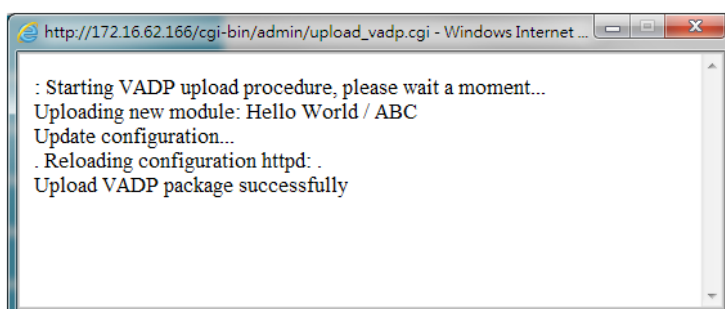 http://172.16.62.166/cgi-bin/admin/upload_vadp.cgi - Windows Internet ...
: Starting VADP upload procedure, please wait a moment...
Uploading new module: Hello World / ABC
Update configuration...
. Reloading configuration httpd: .
Upload VADP package successfully